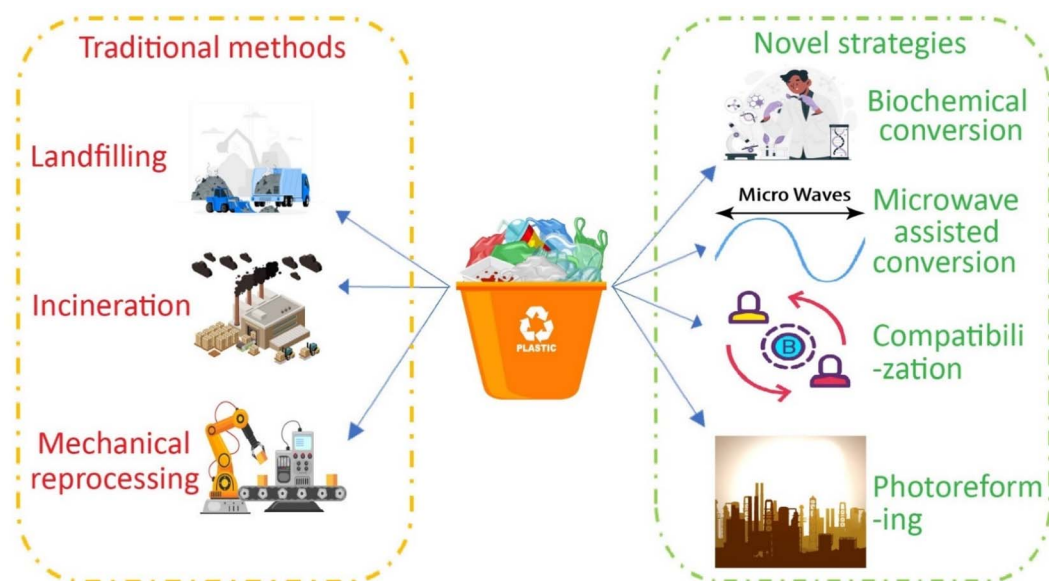 Traditional methods
Landfilling
Incineration
Mechanical
reprocessing
PLASTIC
Novel strategies
Biochemical
conversion
Micro Waves
Microwave
assisted
conversion
B
Compatibili
-zation
Photoreform
-ing